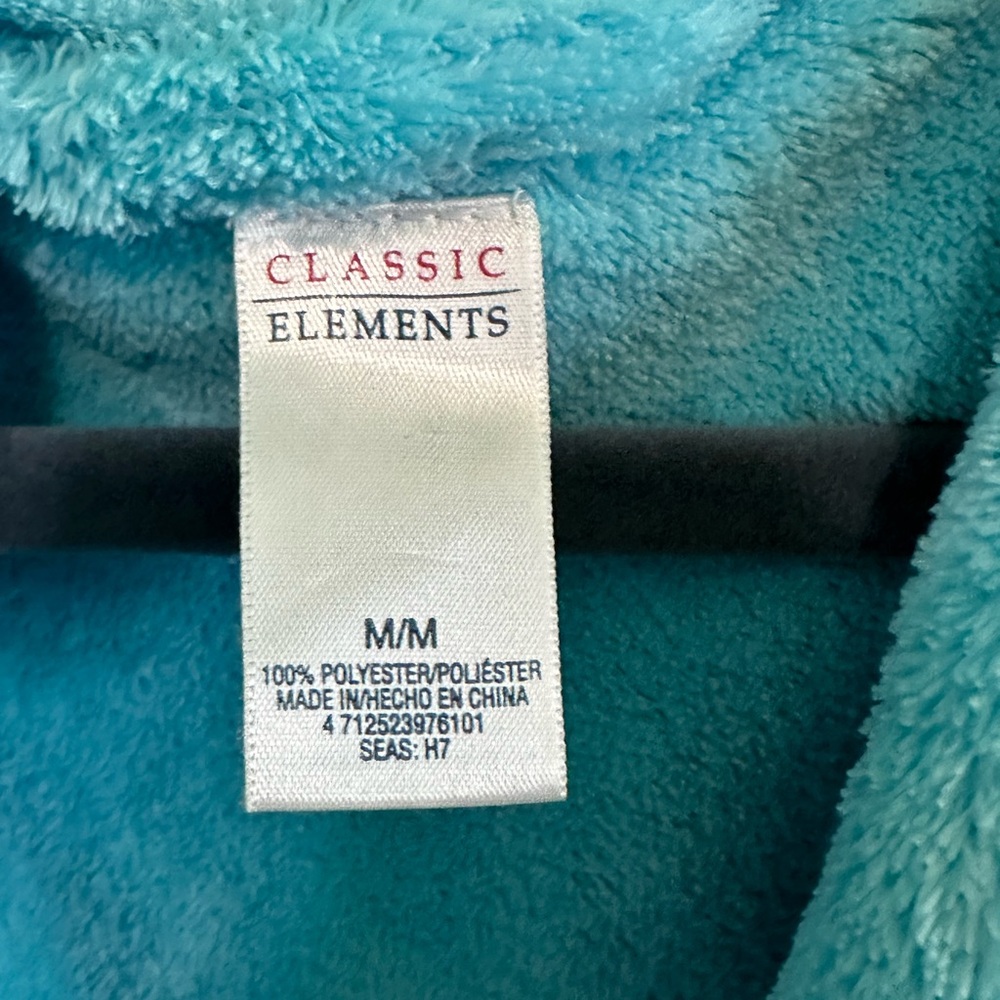 CLASSIC
ELEMENTS
M/M
100% POLYESTER/POLIÉSTER
MADE IN/HECHO EN CHINA
4 712523976101
SEAS: H7